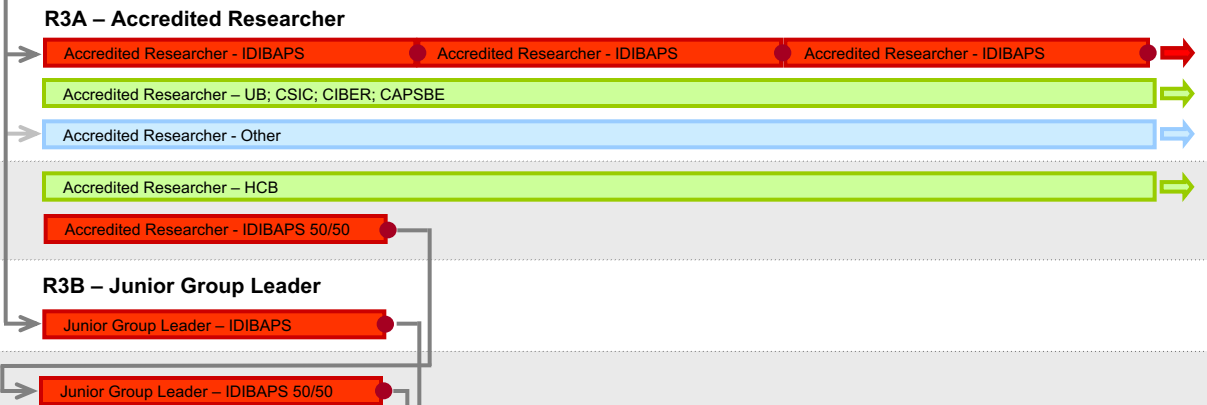 R3A – Accredited Researcher
Accredited Researcher - IDIBAPS Accredited Researcher - IDIBAPS Accredited Researcher - IDIBAPS
Accredited Researcher – UB; CSIC; CIBER; CAPSBE
Accredited Researcher - Other
Accredited Researcher – HCB
Accredited Researcher - IDIBAPS 50/50
R3B – Junior Group Leader
Junior Group Leader – IDIBAPS
Junior Group Leader – IDIBAPS 50/50